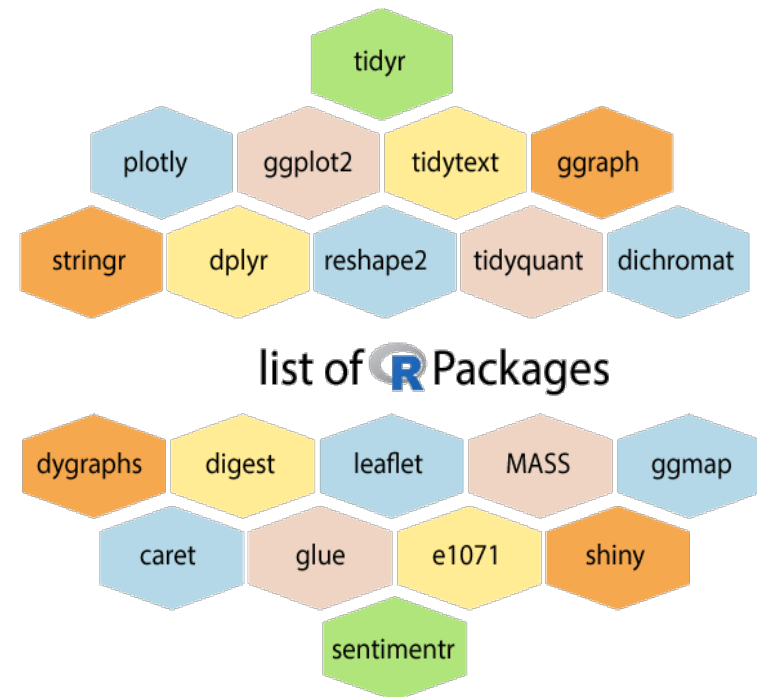 tidyr
plotly ggplot2 tidytext ggraph
stringr dplyr reshape2 tidyquant dichromat
list of R Packages
dygraphs digest leaflet MASS ggmap
caret glue e1071 shiny
sentimentr